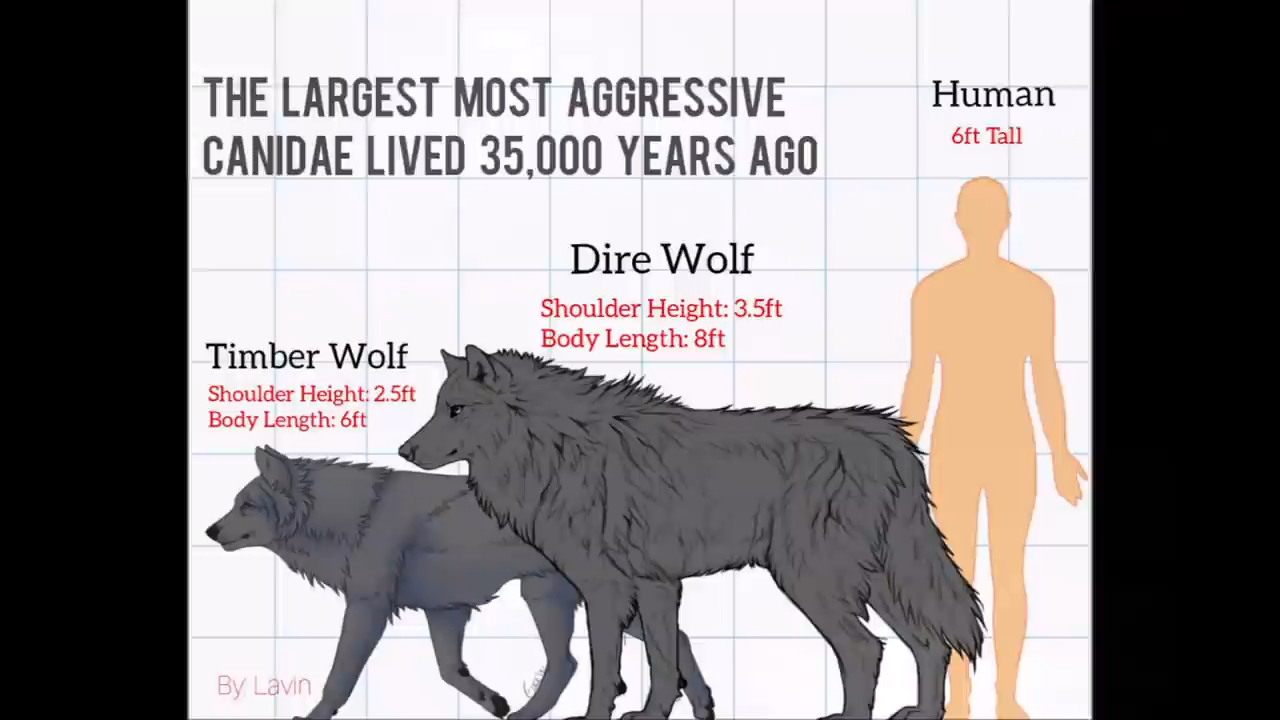 THE LARGEST MOST AGGRESSIVE
CANIDAE LIVED 35,000 YEARS AGO
Human
6ft Tall
Dire Wolf
Shoulder Height: 3.5ft
Body Length: 8ft
Timber Wolf
Shoulder Height: 2.5ft
Body Length: 6ft
By: Lavin